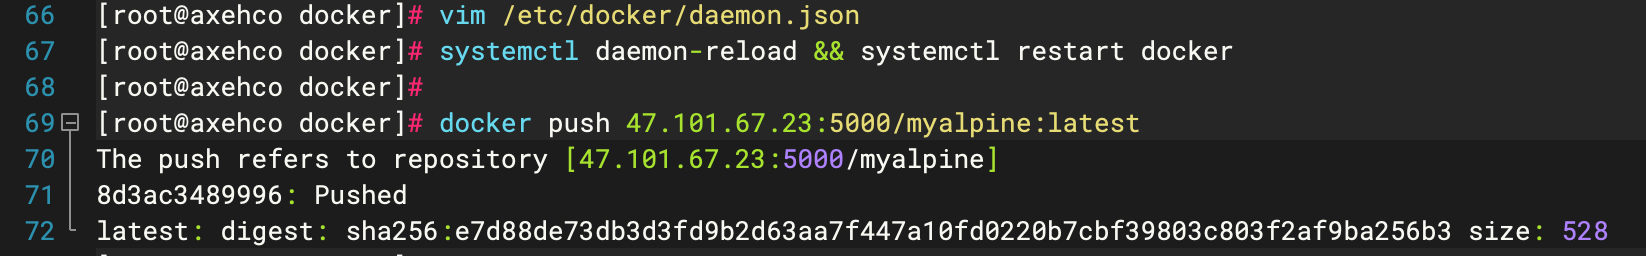 66 [root@axehco docker]# vim /etc/docker/daemon.json
67 [root@axehco docker]# systemctl daemon-reload && systemctl restart docker
68 [root@axehco docker]#
69 [root@axehco docker]# docker push 47.101.67.23:5000/myalpine:latest
70 The push refers to repository [47.101.67.23:5000/myalpine]
71 8d3ac3489996: Pushed
72 latest: digest: sha256:e7d88de73db3d3fd9b2d63aa7f447a10fd0220b7cbf39803c803f2af9ba256b3 size: 528